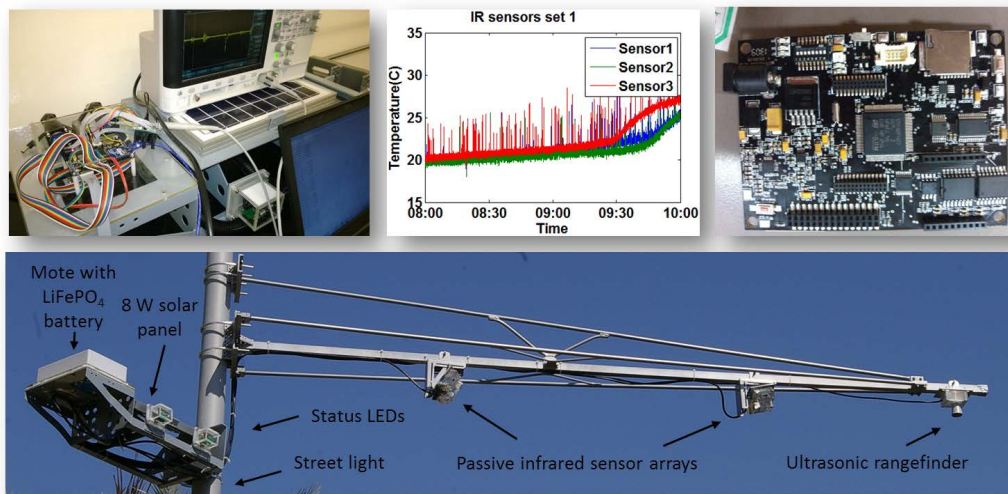 IR sensors set 1
Temperature(C)
35
30
25
20
15
Sensor1
Sensor2
Sensor3
08:00 08:30 09:00 09:30 10:00
Time
Mote with
LiFePO₄
battery
8 W solar
panel
Status LEDs
Street light
Passive infrared sensor arrays
Ultrasonic rangefinder